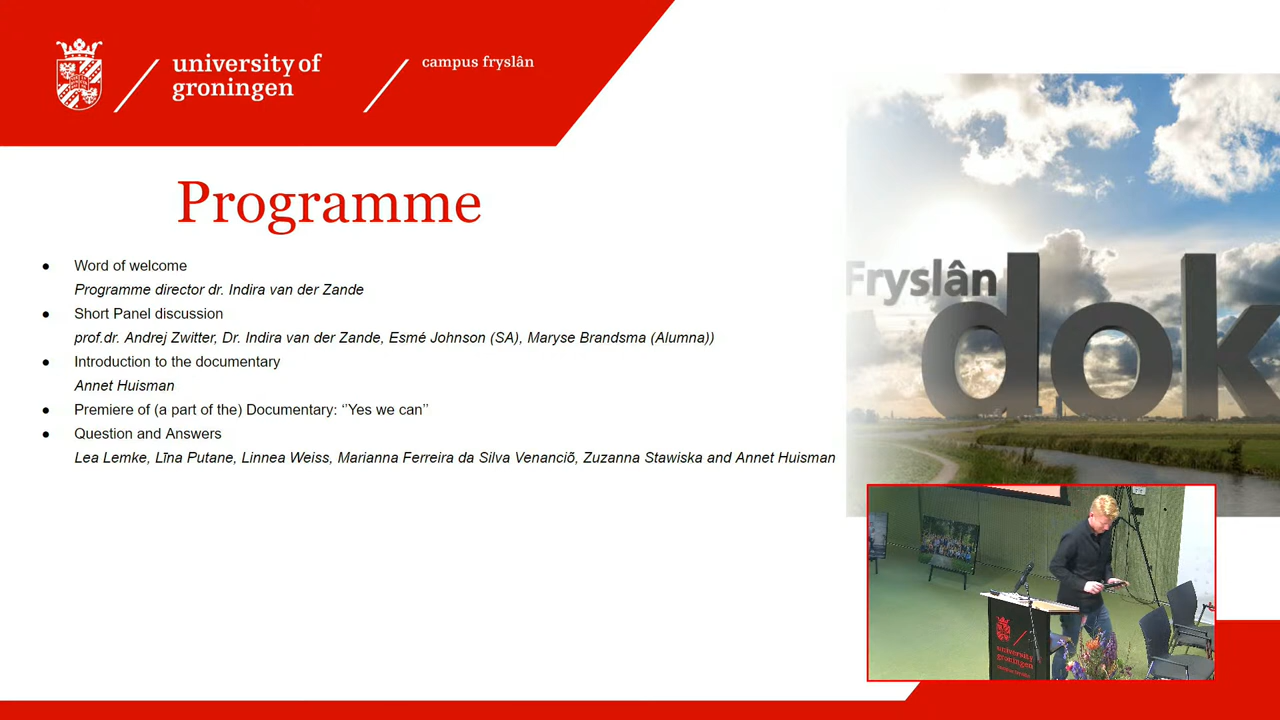 university of
groningen
campus fryslân
Programme
● Word of welcome
Programme director dr. Indira van der Zande
● Short Panel discussion
prof.dr. Andrej Zwitter, Dr. Indira van der Zande, Esmé Johnson (SA), Maryse Brandsma (Alumna))
● Introduction to the documentary
Annet Huisman
● Premiere of (a part of the) Documentary: ‘’Yes we can’’
● Question and Answers
Lea Lemke, Līna Putane, Linnea Weiss, Marianna Ferreira da Silva Venanciõ, Zuzanna Stawiska and Annet Huisman
Fryslân
dok
university of
groningen